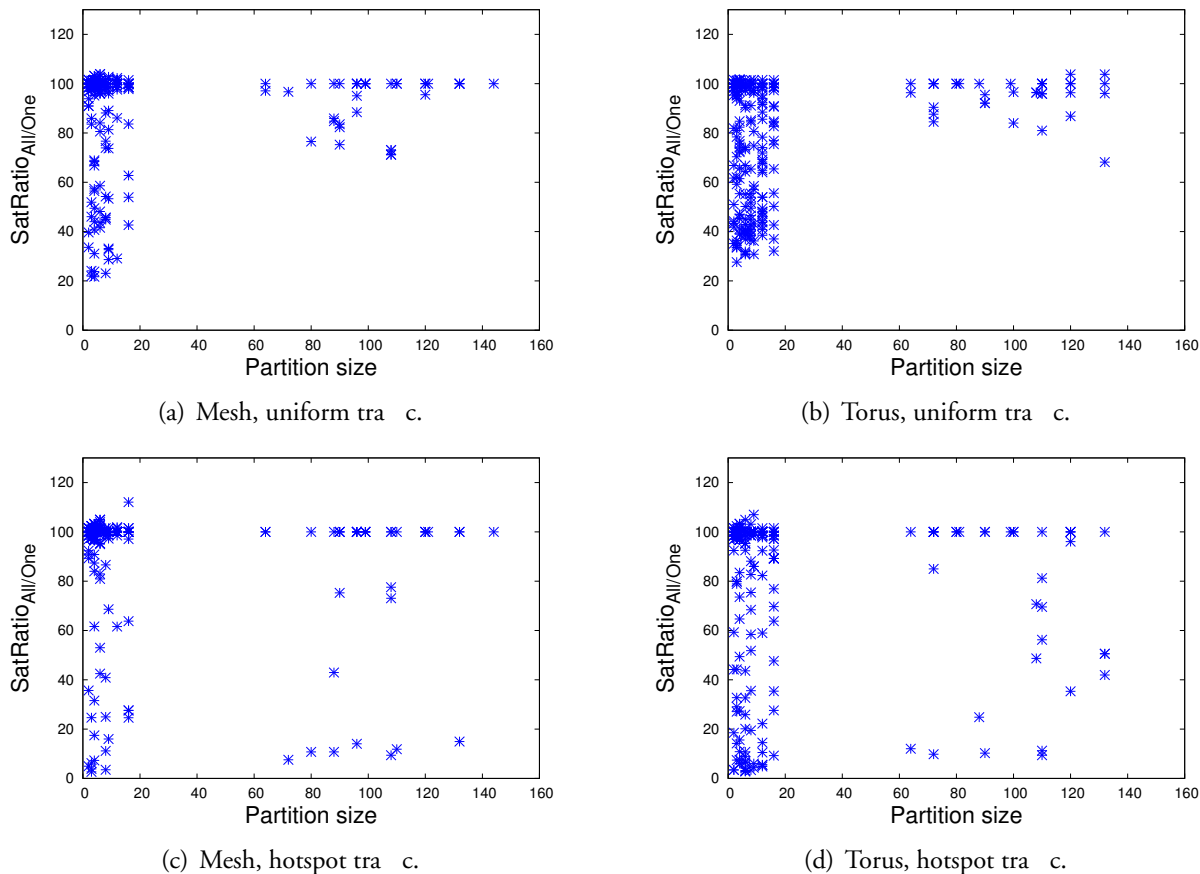 120
100
80
60
40
20
0
SatRatioAll/One
0 20 40 60 80 100 120 140 160
Partition size
(a) Mesh, uniform tra c.
120
100
80
60
40
20
0
SatRatioAll/One
0 20 40 60 80 100 120 140 160
Partition size
(b) Torus, uniform tra c.
120
100
80
60
40
20
0
SatRatioAll/One
0 20 40 60 80 100 120 140 160
Partition size
(c) Mesh, hotspot tra c.
120
100
80
60
40
20
0
SatRatioAll/One
0 20 40 60 80 100 120 140 160
Partition size
(d) Torus, hotspot tra c.